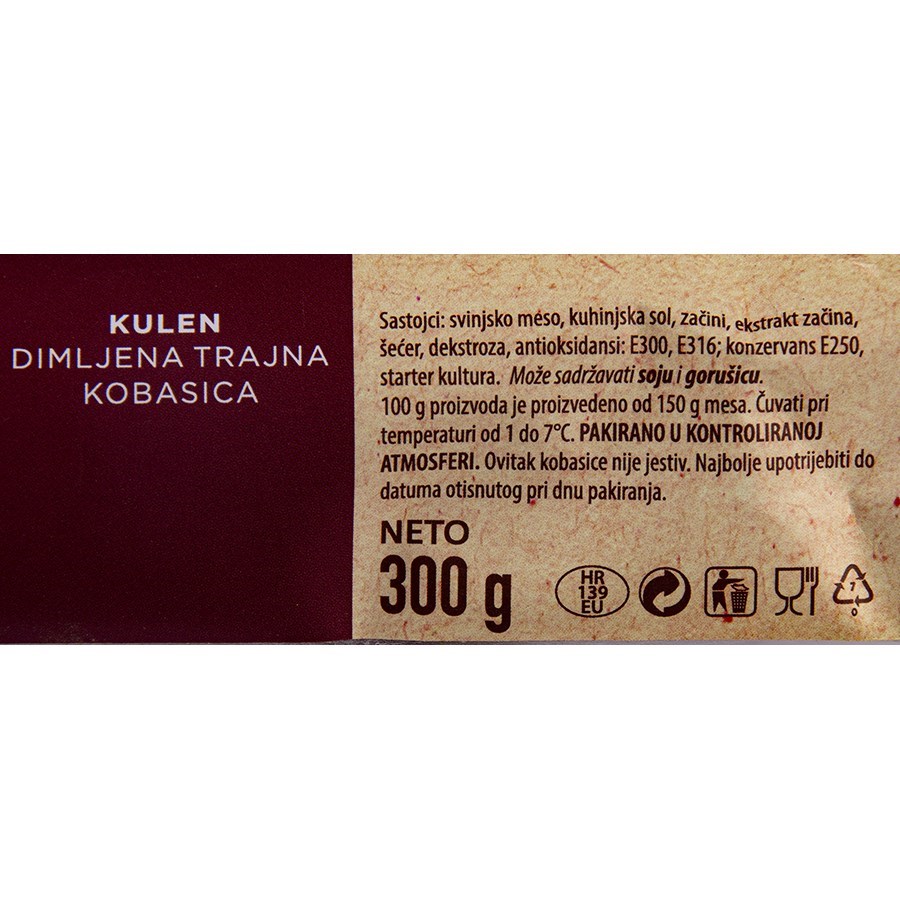 KULEN
DIMLJENA TRAJNA
KOBASICA
Sastojci: svinjsko meso, kuhinjska sol, začini, ekstrakt začina,
šećer, dekstroza, antioksidansi: E300, E316; konzervans E250,
starter kultura. Može sadržavati soju i gorušicu.
100 g proizvoda je proizvedeno od 150 g mesa. Čuvati pri
temperaturi od 1 do 7°C. PAKIRANO U KONTROLIRANOJ
ATMOSFERI. Ovitak kobasice nije jestiv. Najbolje upotrijebiti do
datuma otisnutog pri dnu pakiranja.
NETO
300 g
HR
139
EU
7
O